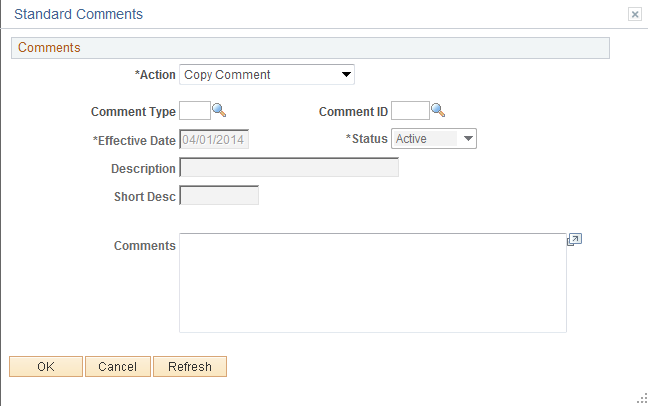 Standard Comments
Comments
*Action Copy Comment
Comment Type Comment ID
*Effective Date 04/01/2014 *Status Active
Description
Short Desc
Comments
OK Cancel Refresh